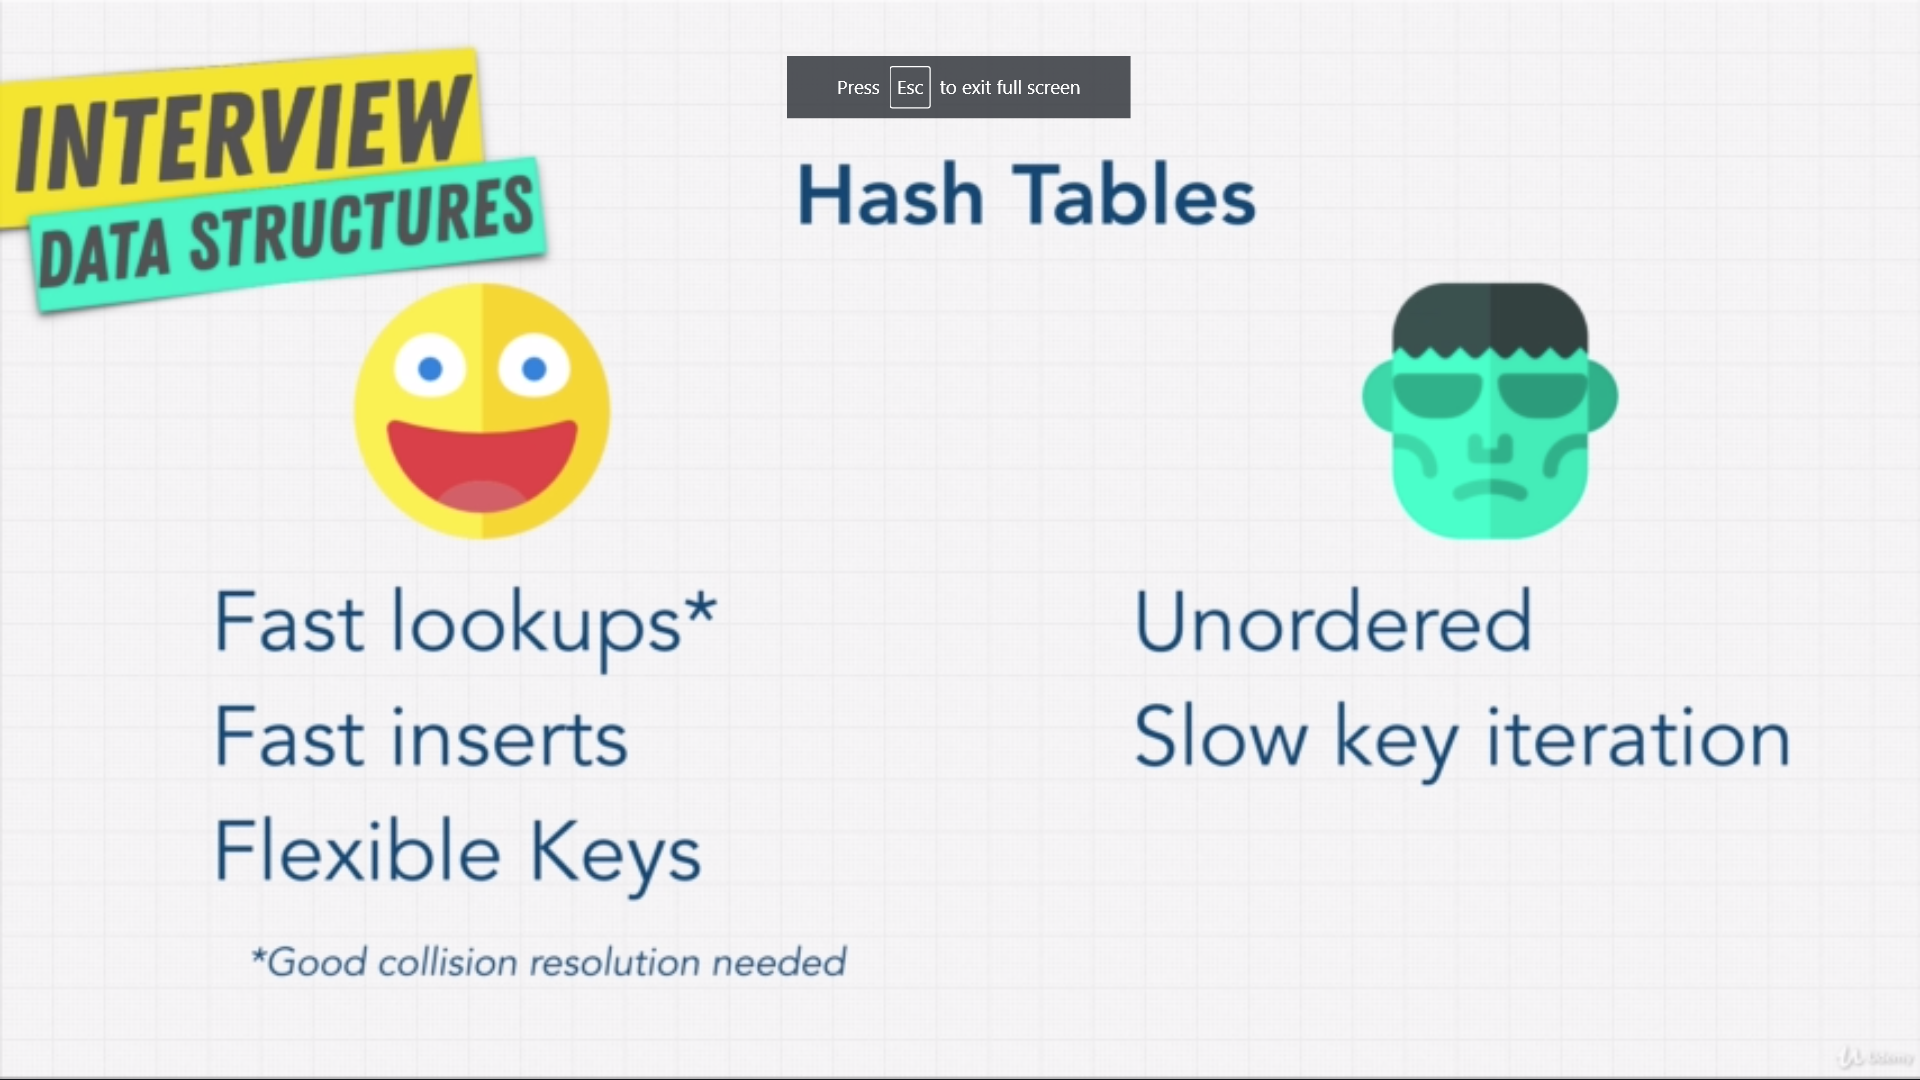 INTERVIEW
DATA STRUCTURES
Press Esc to exit full screen
Hash Tables
Fast lookups*
Fast inserts
Flexible Keys
*Good collision resolution needed
Unordered
Slow key iteration
Udemy